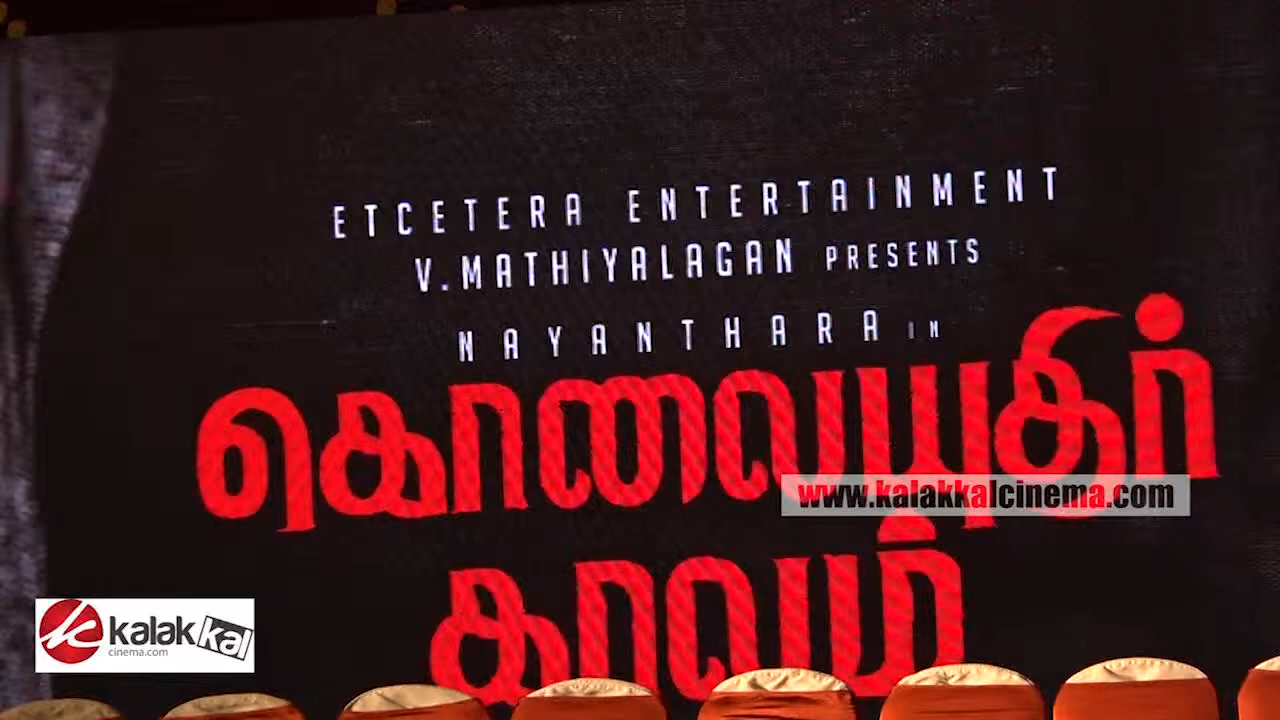 ETCETERA ENTERTAINMENT
V.MATHIYALAGAN PRESENTS
NAYANTHARA IN
கொலையுதிர்
www.kalakkalcinema.com
காலம்
kalakkal
cinema.com